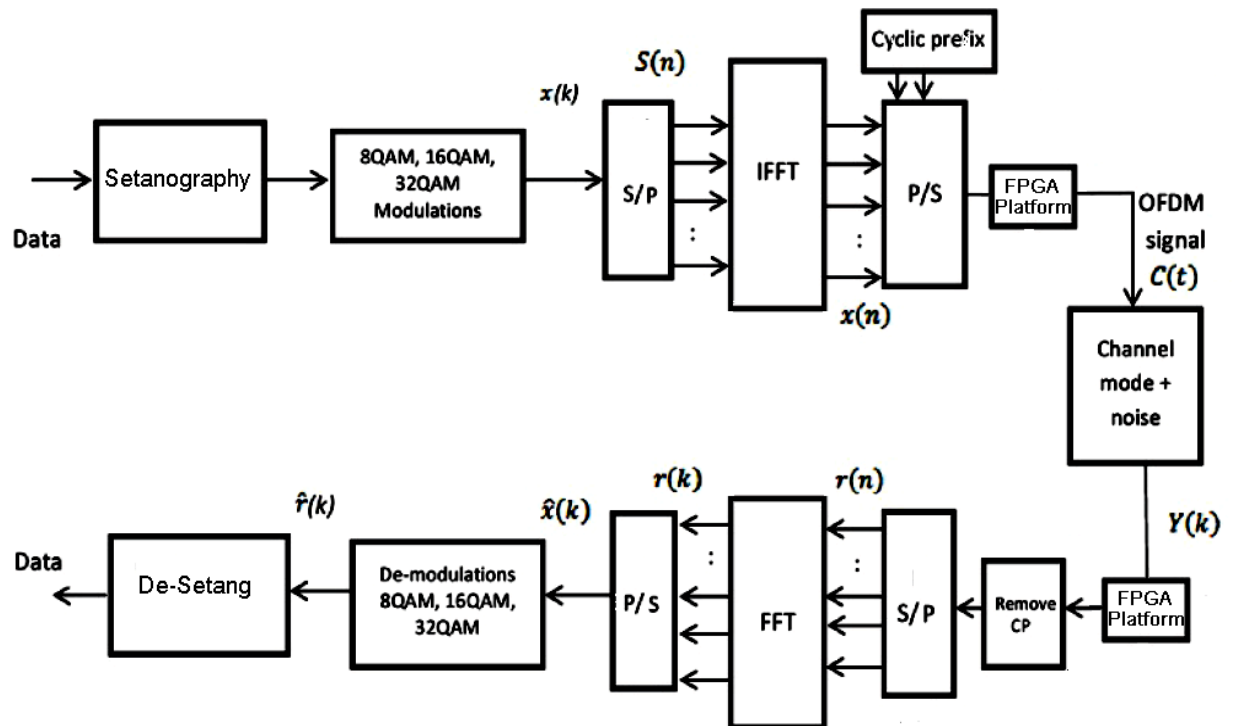 Cyclic prefix
S(n)
x(k)
Data
Setanography
8QAM, 16QAM,
32QAM
Modulations
S/P
:
IFFT
:
x(n)
P/S
FPGA
Platform
OFDM
signal
C(t)
Channel
mode +
noise
Y(k)
FPGA
Platform
Remove
CP
S/P
r(n)
:
FFT
r(k)
:
P/S
x̂(k)
De-modulations
8QAM, 16QAM,
32QAM
r̂(k)
De-Setang
Data